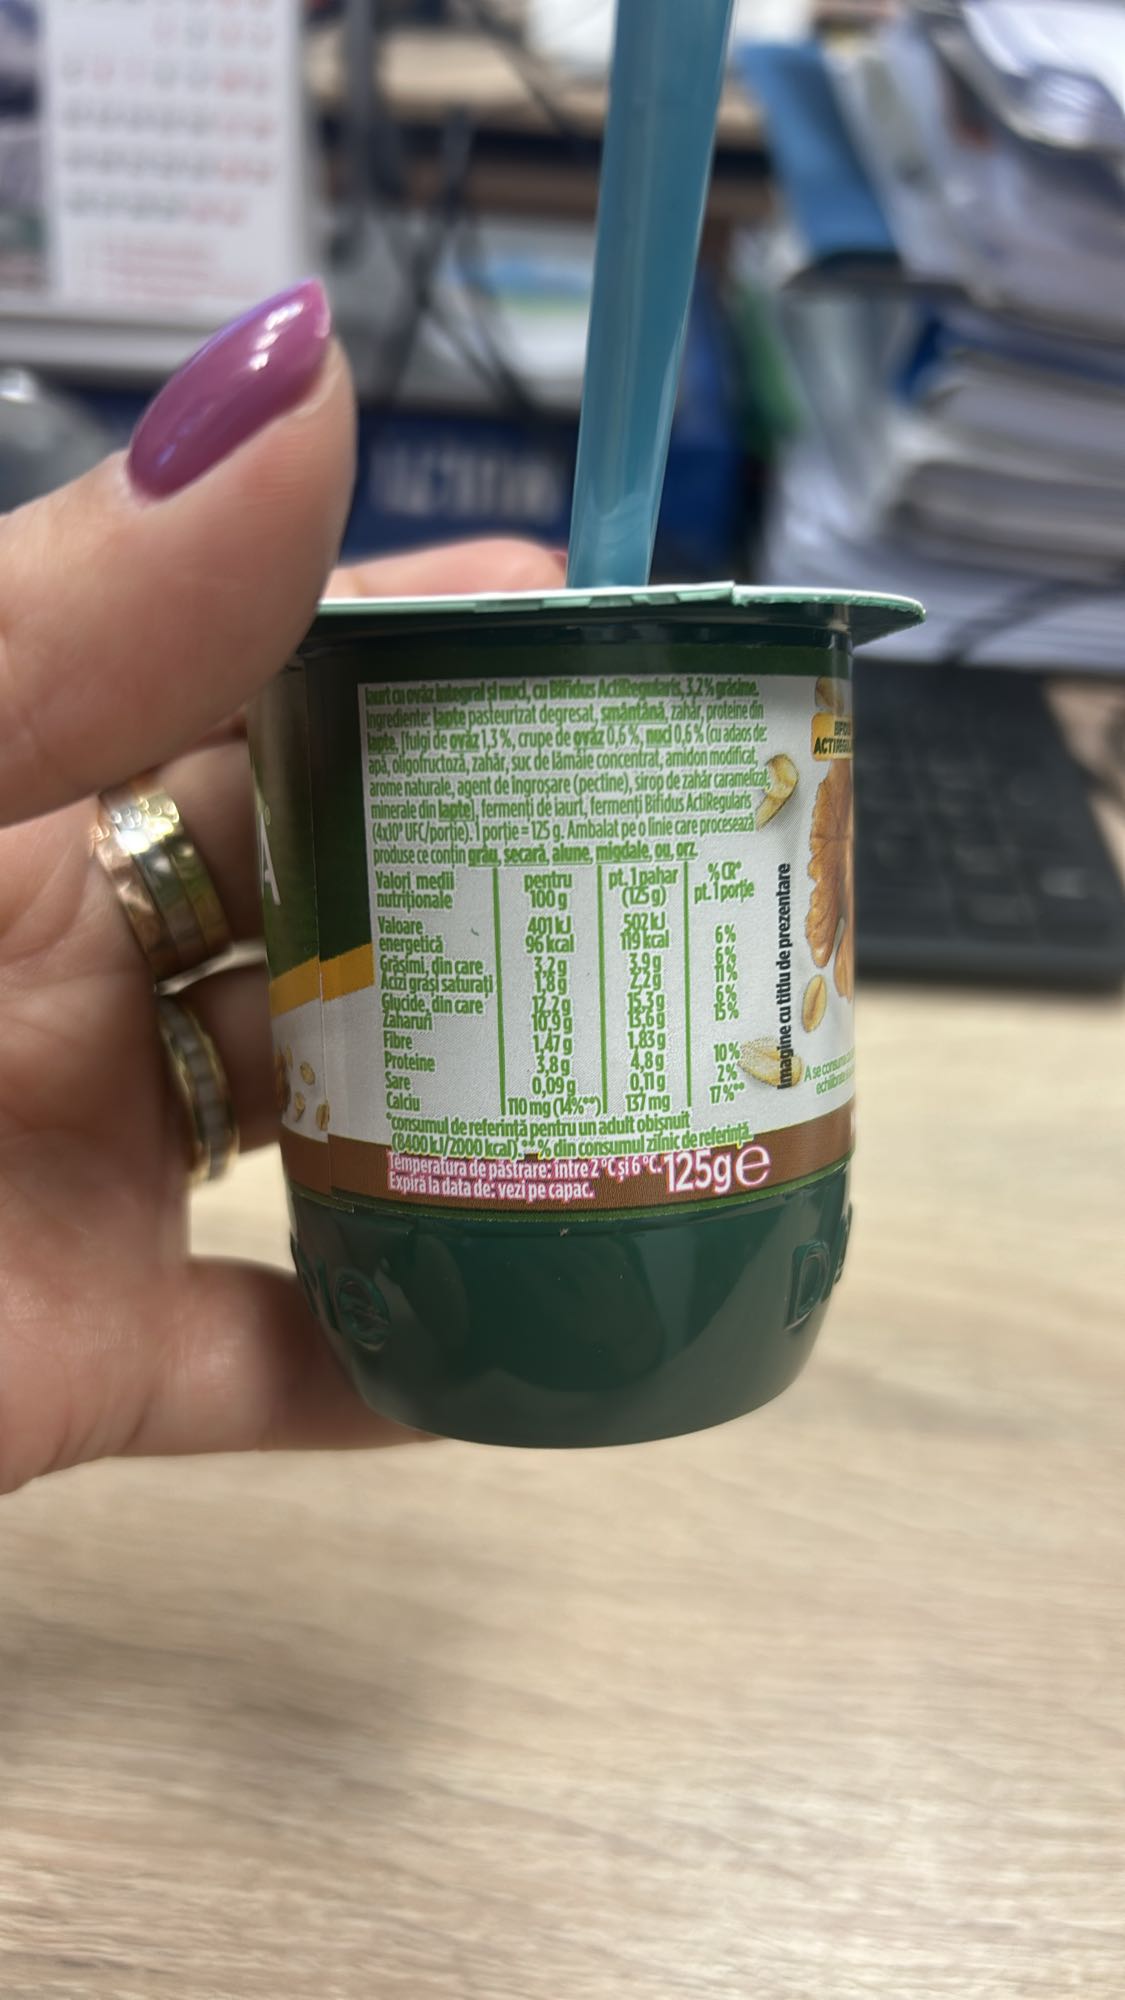 Iaurt cu ovăz integral și nuci, cu Bifidus ActiRegularis, 3,2% grăsime.
Ingrediente: lapte pasteurizat degresat, smântână, zahăr, proteine din
lapte, [fulgi de ovăz 1,3%, crupe de ovăz 0,6%, nuci 0,6% (cu adaos de:
apă, oligofructoză, zahăr, suc de lămâie concentrat, amidon modificat,
arome naturale, agent de îngroșare (pectine), sirop de zahăr caramelizat,
minerale din lapte], fermenți de iaurt, fermenți Bifidus ActiRegularis
UFC/porție). 1 porție = 125 g. Ambalat pe o linie care procesează
produse ce conțin grâu, secară, alune, migdale, ou, orz.
Valori medii nutriționale pentru 100 g pt. 1 pahar (125 g) % CR* pt. 1 porție
Valoare energetică 401 kJ 96 kcal 502 kJ 119 kcal 6%
Grăsimi, din care 3,2 g 3,9 g 6%
Acizi grași saturați 1,8 g 2,2 g 11%
Glucide, din care 12,2 g 15,3 g 6%
Zaharuri 10,9 g 13,6 g 15%
Fibre 1,47 g 1,83 g
Proteine 3,8 g 4,8 g 10%
Sare 0,09 g 0,11 g 2%
Calciu 110 mg (14%**) 137 mg 17%**
*consumul de referință pentru un adult obișnuit
(8400 kJ/2000 kcal). **% din consumul zilnic de referință.
Temperatura de păstrare: între 2 °C și 6 °C.
Expiră la data de: vezi pe capac.
125g e
Imagine cu titlu de prezentare
A se consuma